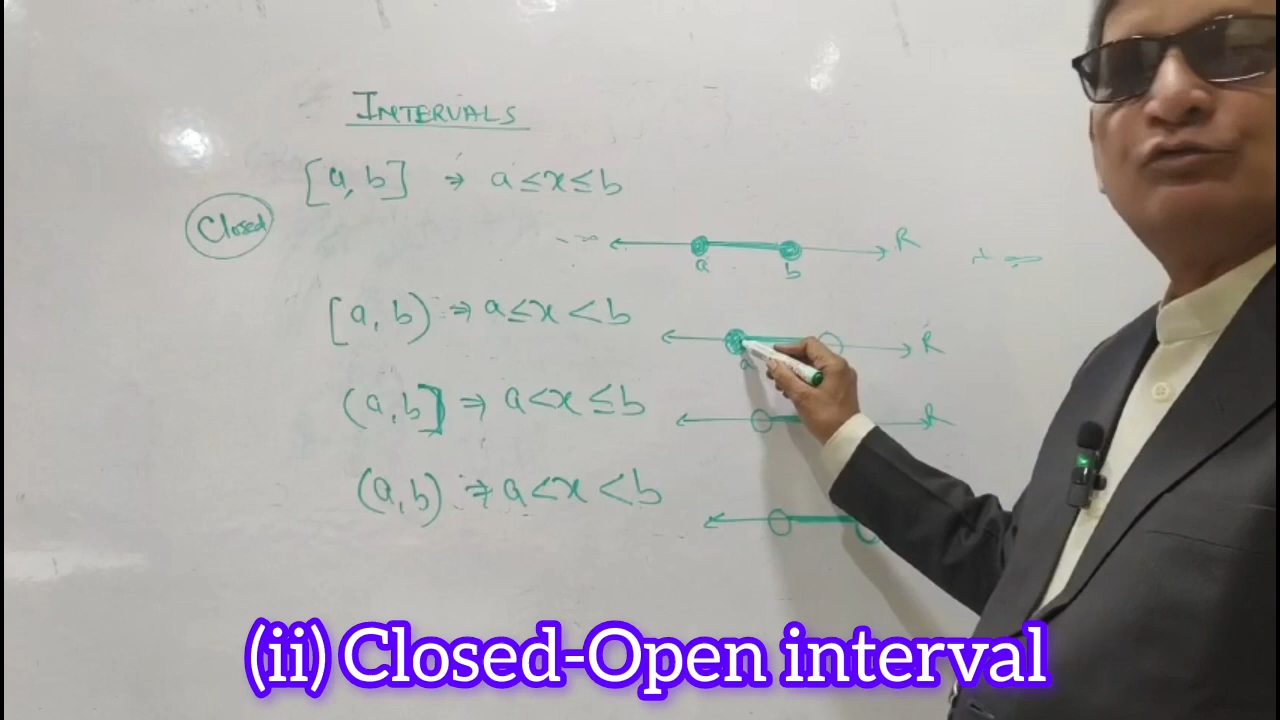 INTERVALS
[a, b] ⇒ a ≤ x ≤ b
Closed
-∞ R +∞
a b
[a, b) ⇒ a ≤ x < b R
a
(a, b] ⇒ a < x ≤ b R
(a, b) ⇒ a < x < b
(ii) Closed-Open interval